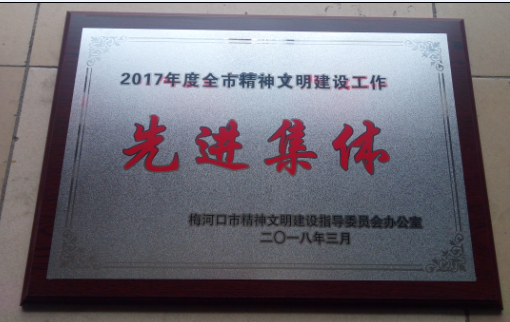 2017年度全市精神文明建设工作
先进集体
梅河口市精神文明建设指导委员会办公室
二〇一八年三月